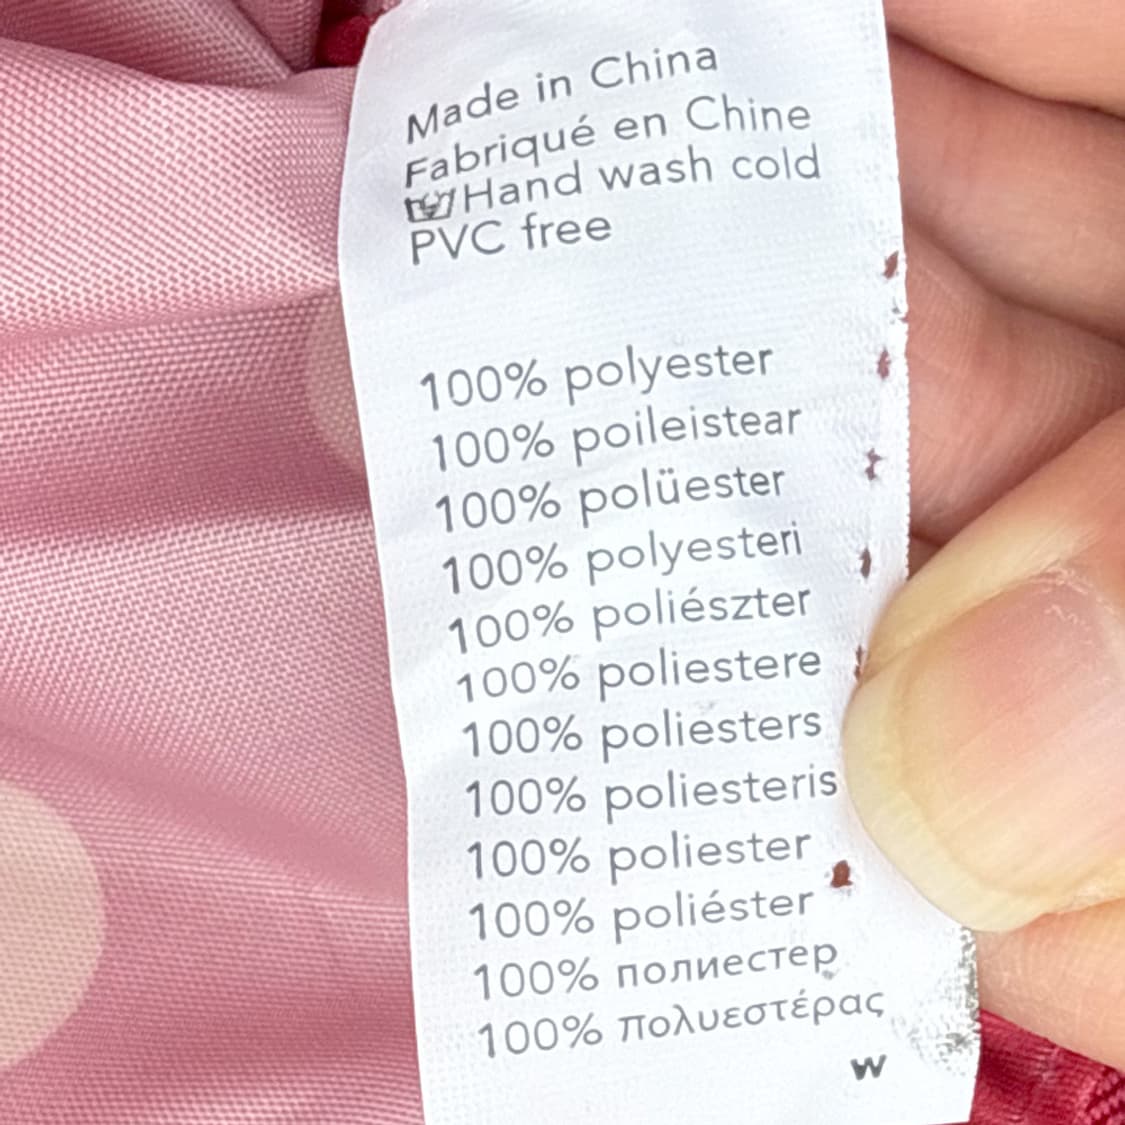 Made in China
Fabriqué en Chine
Hand wash cold
PVC free
100% polyester
100% poileistear
100% polüester
100% polyesteri
100% poliészter
100% poliestere
100% poliesters
100% poliesteris
100% poliester
100% poliéster
100% полиестер
100% πολυεστέρας
w